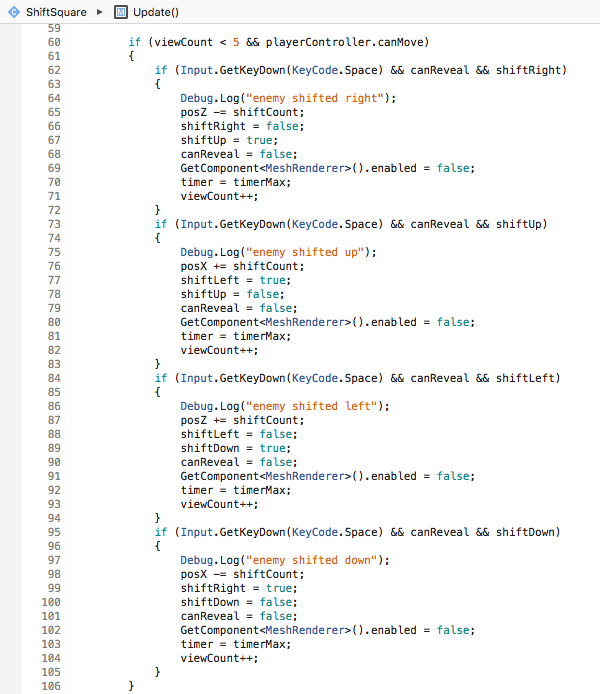 ShiftSquare ▸ M Update()
59
60 if (viewCount < 5 && playerController.canMove)
61 {
62 if (Input.GetKeyDown(KeyCode.Space) && canReveal && shiftRight)
63 {
64 Debug.Log("enemy shifted right");
65 posZ -= shiftCount;
66 shiftRight = false;
67 shiftUp = true;
68 canReveal = false;
69 GetComponent<MeshRenderer>().enabled = false;
70 timer = timerMax;
71 viewCount++;
72 }
73 if (Input.GetKeyDown(KeyCode.Space) && canReveal && shiftUp)
74 {
75 Debug.Log("enemy shifted up");
76 posX += shiftCount;
77 shiftLeft = true;
78 shiftUp = false;
79 canReveal = false;
80 GetComponent<MeshRenderer>().enabled = false;
81 timer = timerMax;
82 viewCount++;
83 }
84 if (Input.GetKeyDown(KeyCode.Space) && canReveal && shiftLeft)
85 {
86 Debug.Log("enemy shifted left");
87 posZ += shiftCount;
88 shiftLeft = false;
89 shiftDown = true;
90 canReveal = false;
91 GetComponent<MeshRenderer>().enabled = false;
92 timer = timerMax;
93 viewCount++;
94 }
95 if (Input.GetKeyDown(KeyCode.Space) && canReveal && shiftDown)
96 {
97 Debug.Log("enemy shifted down");
98 posX -= shiftCount;
99 shiftRight = true;
100 shiftDown = false;
101 canReveal = false;
102 GetComponent<MeshRenderer>().enabled = false;
103 timer = timerMax;
104 viewCount++;
105 }
106 }